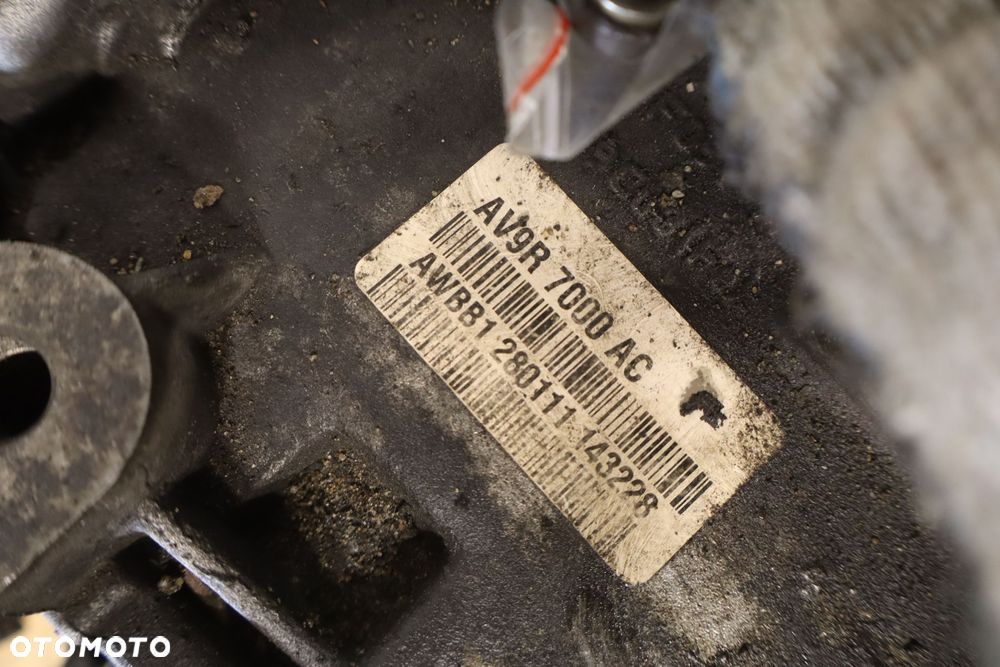 AV9R 7000 AC
AWBB1 280111 143228
OTOMOTO